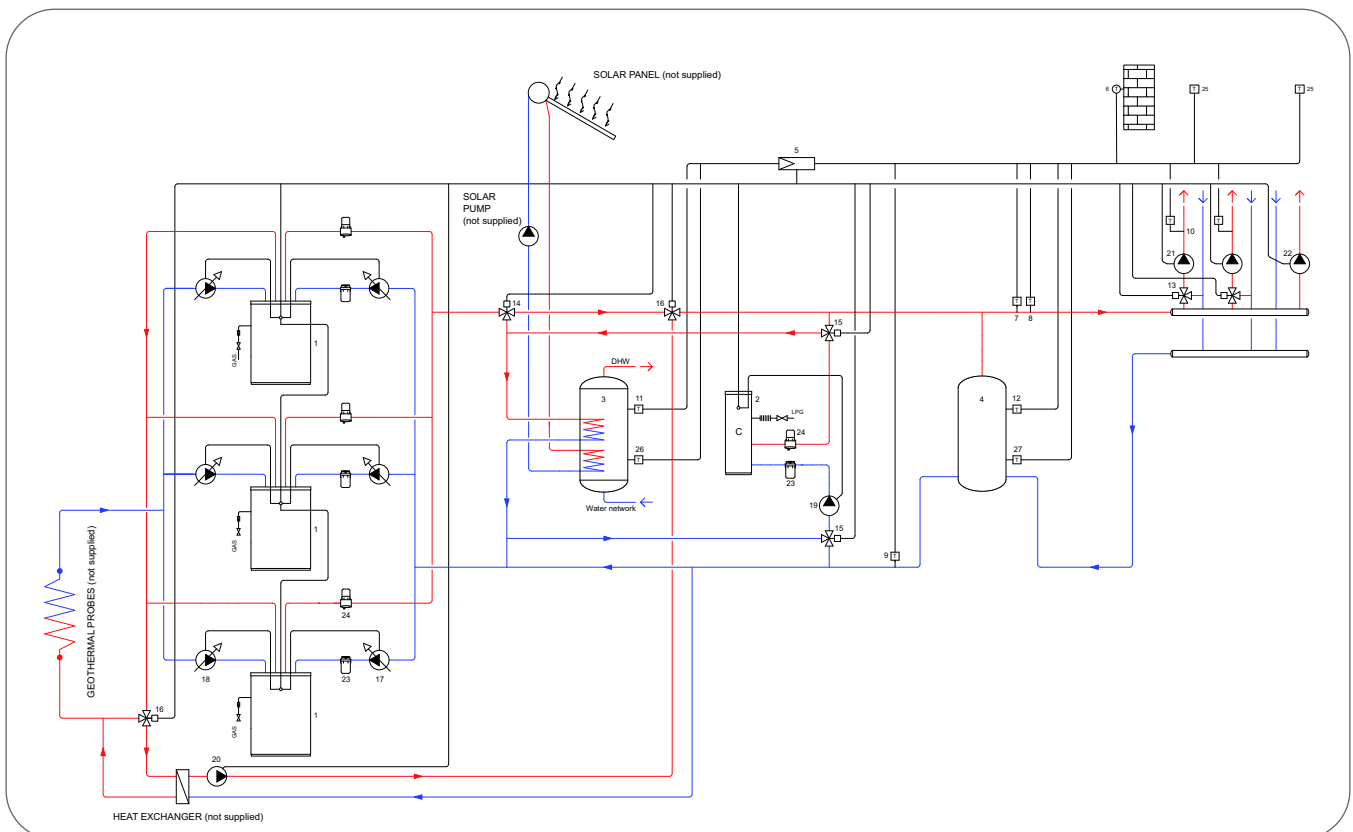 SOLAR PANEL (not supplied)
6
T
T
25
T
25
5
SOLAR
PUMP
(not supplied)
T
T
10
21
22
13
14
16
T
T
7
8
15
1
GAS
DHW
3
T
11
T
26
Water network
2
C
LPG
24
23
19
15
4
T
12
T
27
9
T
1
GAS
24
GEOTHERMAL PROBES (not supplied)
18
23
17
1
GAS
16
20
HEAT EXCHANGER (not supplied)